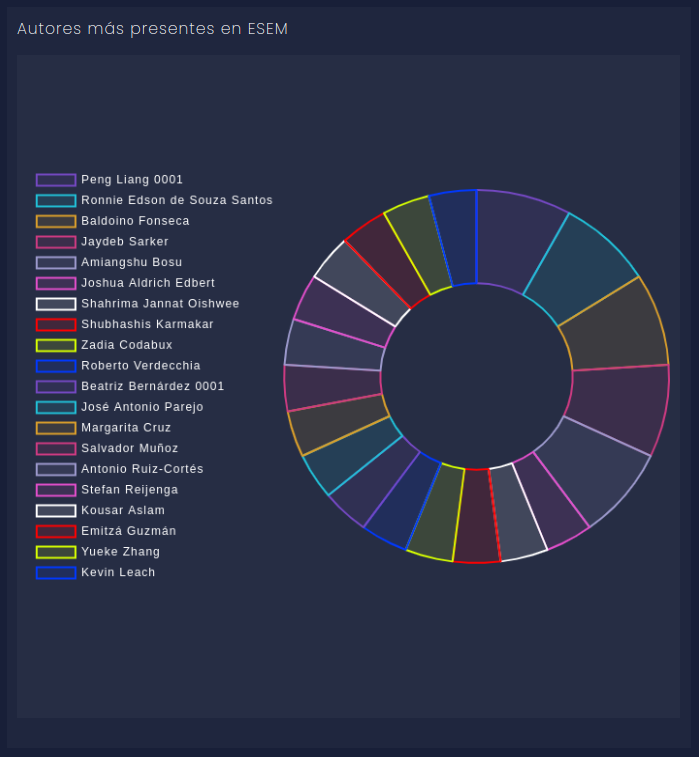 Autores más presentes en ESEM
Peng Liang 0001
Ronnie Edson de Souza Santos
Baldoino Fonseca
Jaydeb Sarker
Amiangshu Bosu
Joshua Aldrich Edbert
Shahrima Jannat Oishwee
Shubhashis Karmakar
Zadia Codabux
Roberto Verdecchia
Beatriz Bernárdez 0001
José Antonio Parejo
Margarita Cruz
Salvador Muñoz
Antonio Ruiz-Cortés
Stefan Reijenga
Kousar Aslam
Emitzá Guzmán
Yueke Zhang
Kevin Leach